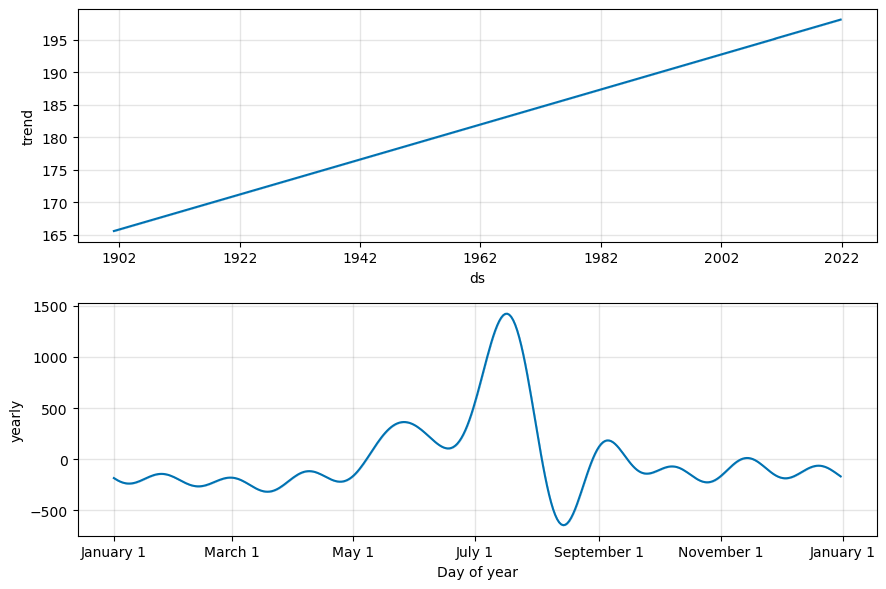 trend
195
190
185
180
175
170
165
1902 1922 1942 1962 1982 2002 2022
ds
yearly
1500
1000
500
0
−500
January 1 March 1 May 1 July 1 September 1 November 1 January 1
Day of year